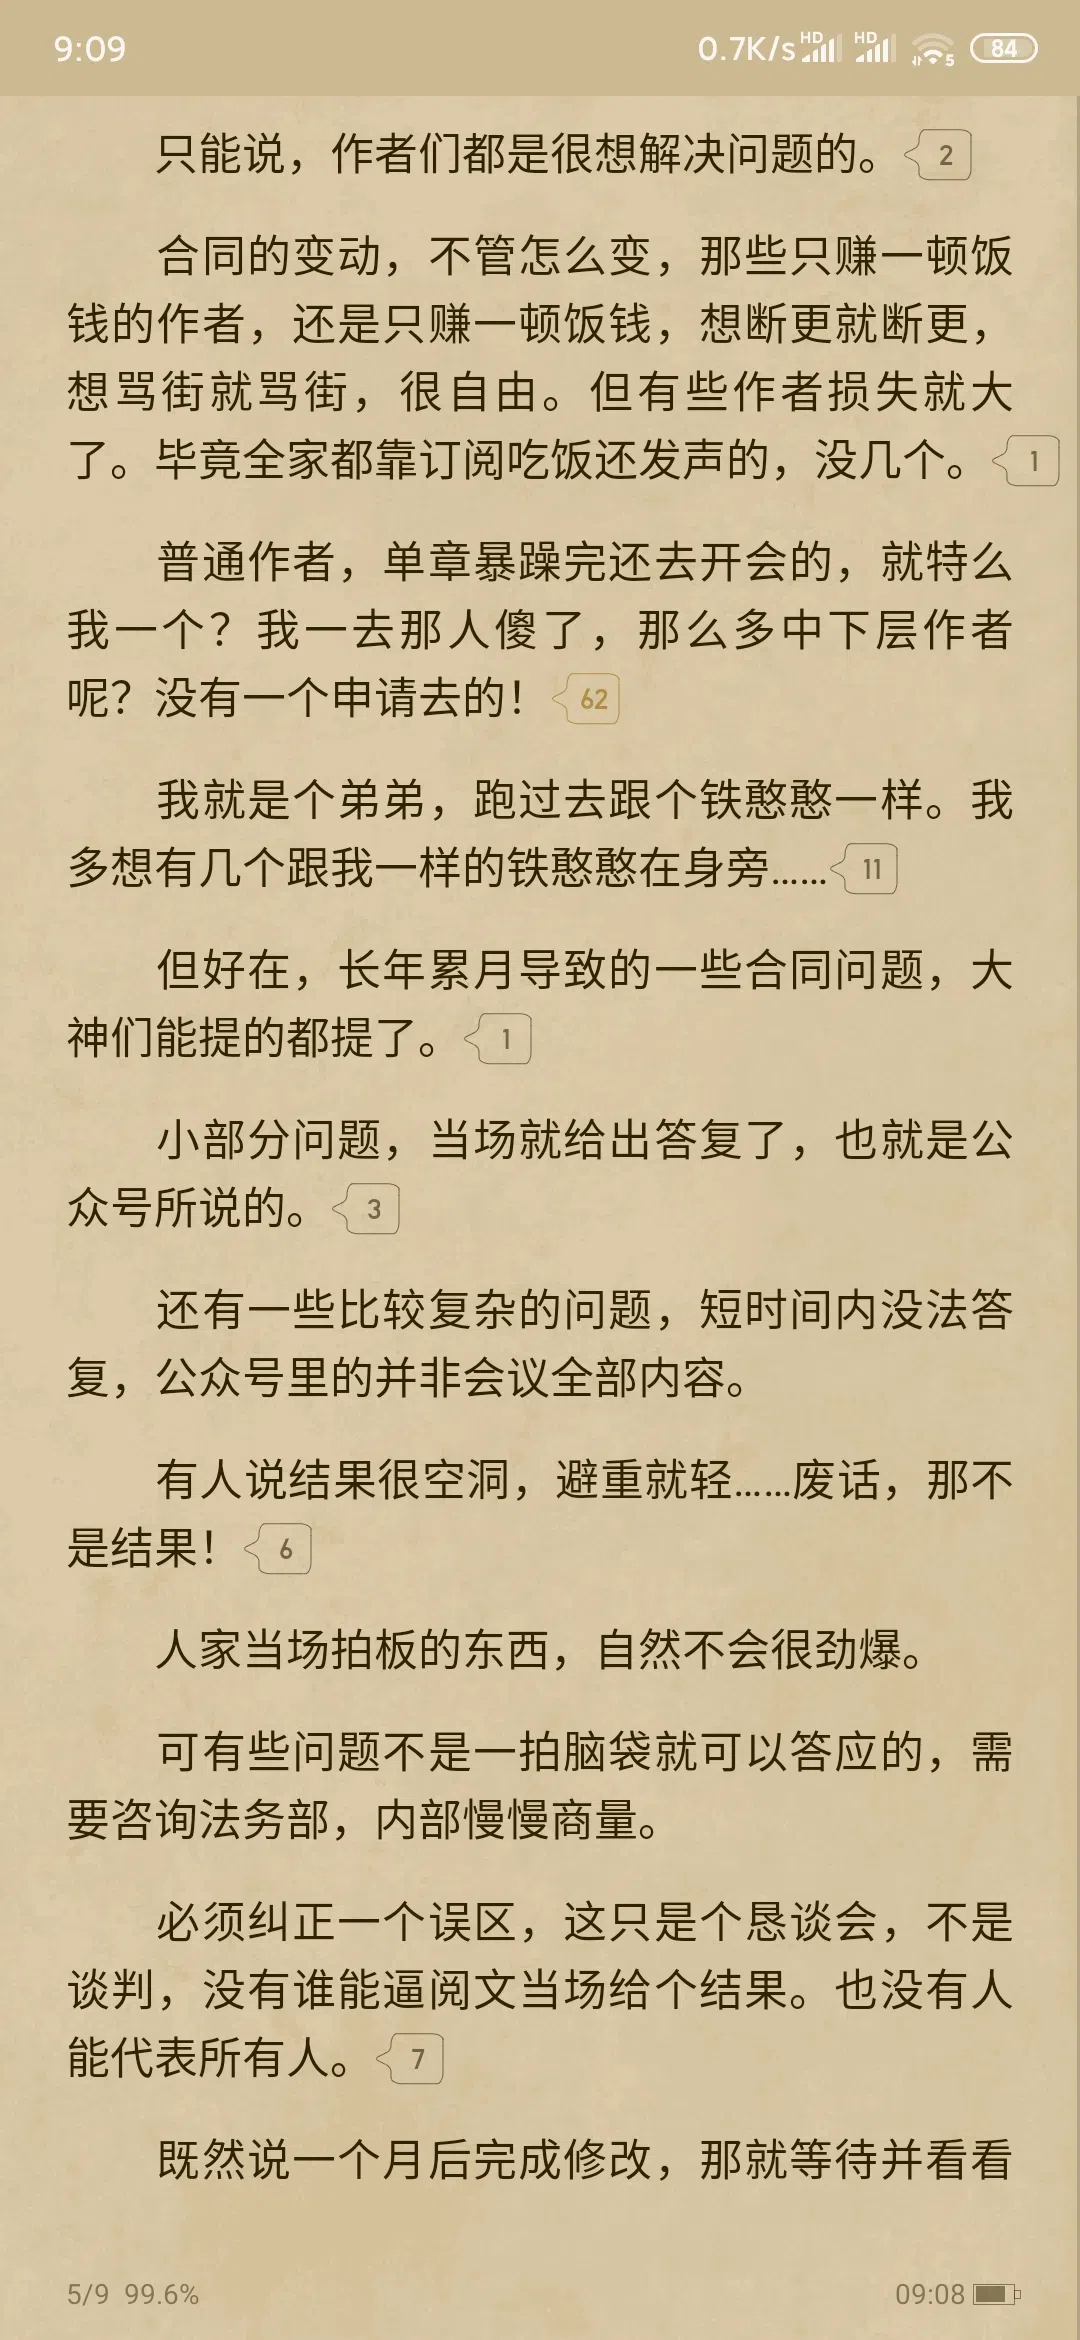 9:09
0.7K/s HD HD 5 84
只能说，作者们都是很想解决问题的。 2
合同的变动，不管怎么变，那些只赚一顿饭
钱的作者，还是只赚一顿饭钱，想断更就断更，
想骂街就骂街，很自由。但有些作者损失就大
了。毕竟全家都靠订阅吃饭还发声的，没几个。 1
普通作者，单章暴躁完还去开会的，就特么
我一个？我一去那人傻了，那么多中下层作者
呢？没有一个申请去的！ 62
我就是个弟弟，跑过去跟个铁憨憨一样。我
多想有几个跟我一样的铁憨憨在身旁…… 11
但好在，长年累月导致的一些合同问题，大
神们能提的都提了。 1
小部分问题，当场就给出答复了，也就是公
众号所说的。 3
还有一些比较复杂的问题，短时间内没法答
复，公众号里的并非会议全部内容。
有人说结果很空洞，避重就轻……废话，那不
是结果！ 6
人家当场拍板的东西，自然不会很劲爆。
可有些问题不是一拍脑袋就可以答应的，需
要咨询法务部，内部慢慢商量。
必须纠正一个误区，这只是个恳谈会，不是
谈判，没有谁能逼阅文当场给个结果。也没有人
能代表所有人。 7
既然说一个月后完成修改，那就等待并看看
5/9 99.6% 09:08